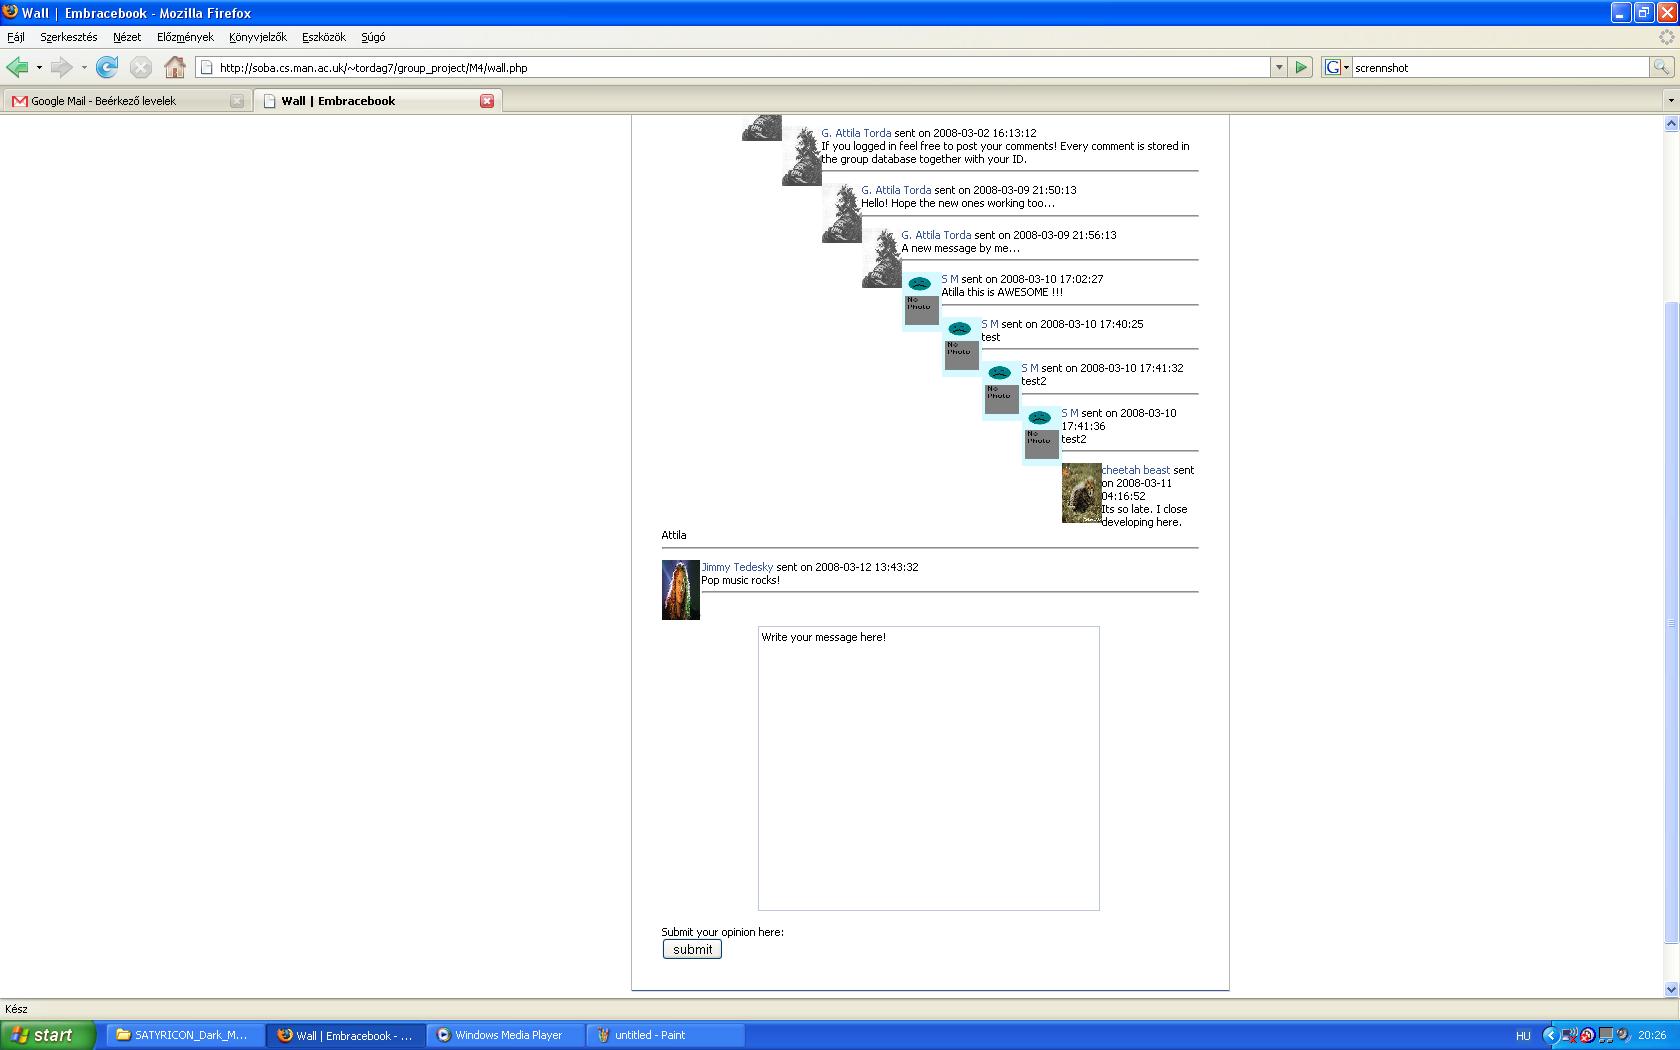 Wall | Embracebook - Mozilla Firefox
Fájl Szerkesztés Nézet Előzmények Könyvjelzők Eszközök Súgó
http://soba.cs.man.ac.uk/~tordag7/group_project/M4/wall.php
G
scrennshot
Google Mail - Beérkező levelek
Wall | Embracebook
G. Attila Torda sent on 2008-03-02 16:13:12
If you logged in feel free to post your comments! Every comment is stored in
the group database together with your ID.
G. Attila Torda sent on 2008-03-09 21:50:13
Hello! Hope the new ones working too...
G. Attila Torda sent on 2008-03-09 21:56:13
A new message by me...
S M sent on 2008-03-10 17:02:27
Atilla this is AWESOME !!!
No
Photo
S M sent on 2008-03-10 17:40:25
test
No
Photo
S M sent on 2008-03-10 17:41:32
test2
No
Photo
S M sent on 2008-03-10
17:41:36
test2
No
Photo
cheetah beast sent
on 2008-03-11
04:16:52
Its so late. I close
developing here.
Attila
Jimmy Tedesky sent on 2008-03-12 13:43:32
Pop music rocks!
Write your message here!
Submit your opinion here:
submit
Kész
start
SATYRICON_Dark_M...
Wall | Embracebook - ...
Windows Media Player
untitled - Paint
HU
20:26